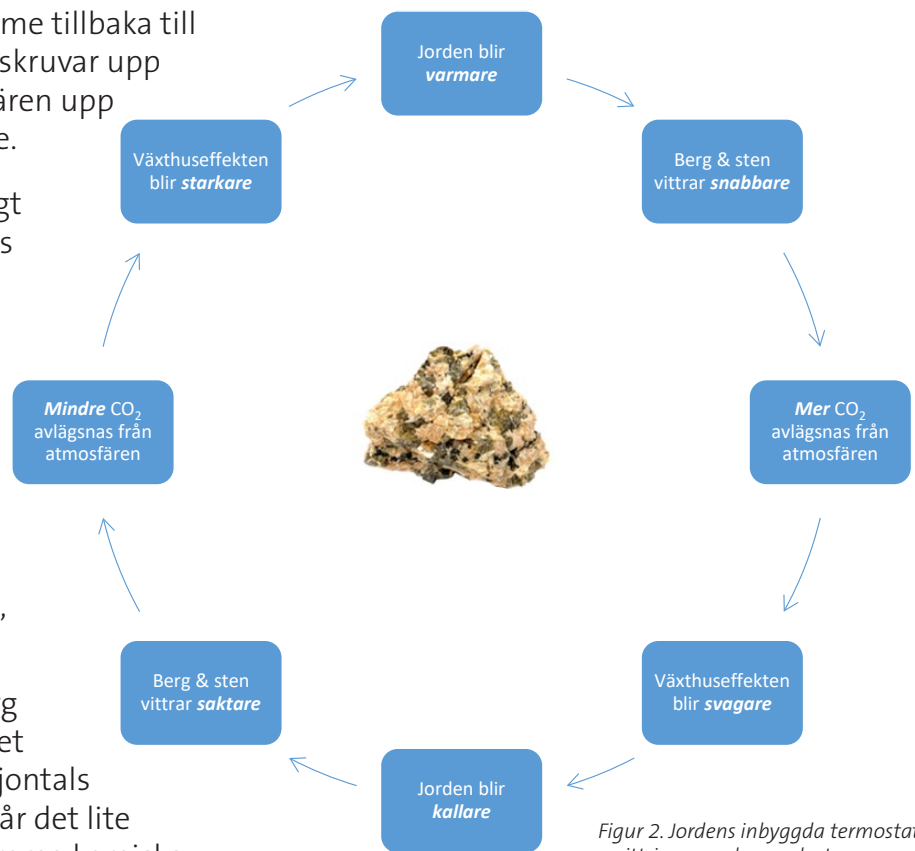 me tillbaka till
skruvar upp
ären upp
e.
gt
s
,
g
et
jontals
år det lite
Jorden blir
varmare
Berg & sten
vittrar snabbare
Mer CO₂
avlägsnas från
atmosfären
Växthuseffekten
blir svagare
Jorden blir
kallare
Berg & sten
vittrar saktare
Mindre CO₂
avlägsnas från
atmosfären
Växthuseffekten
blir starkare
Figur 2. Jordens inbyggda termostat